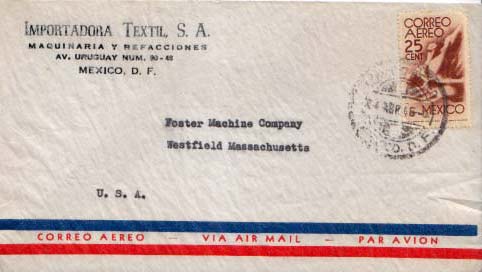 IMPORTADORA TEXTIL, S. A.
MAQUINARIA Y REFACCIONES
AV. URUGUAY NUM. 90-48
MEXICO, D. F.
CORREO
AEREO
25
CENT
MEXICO
Foster Machine Company
Westfield Massachusetts
U. S. A.
CORREO AEREO — VIA AIR MAIL — PAR AVION